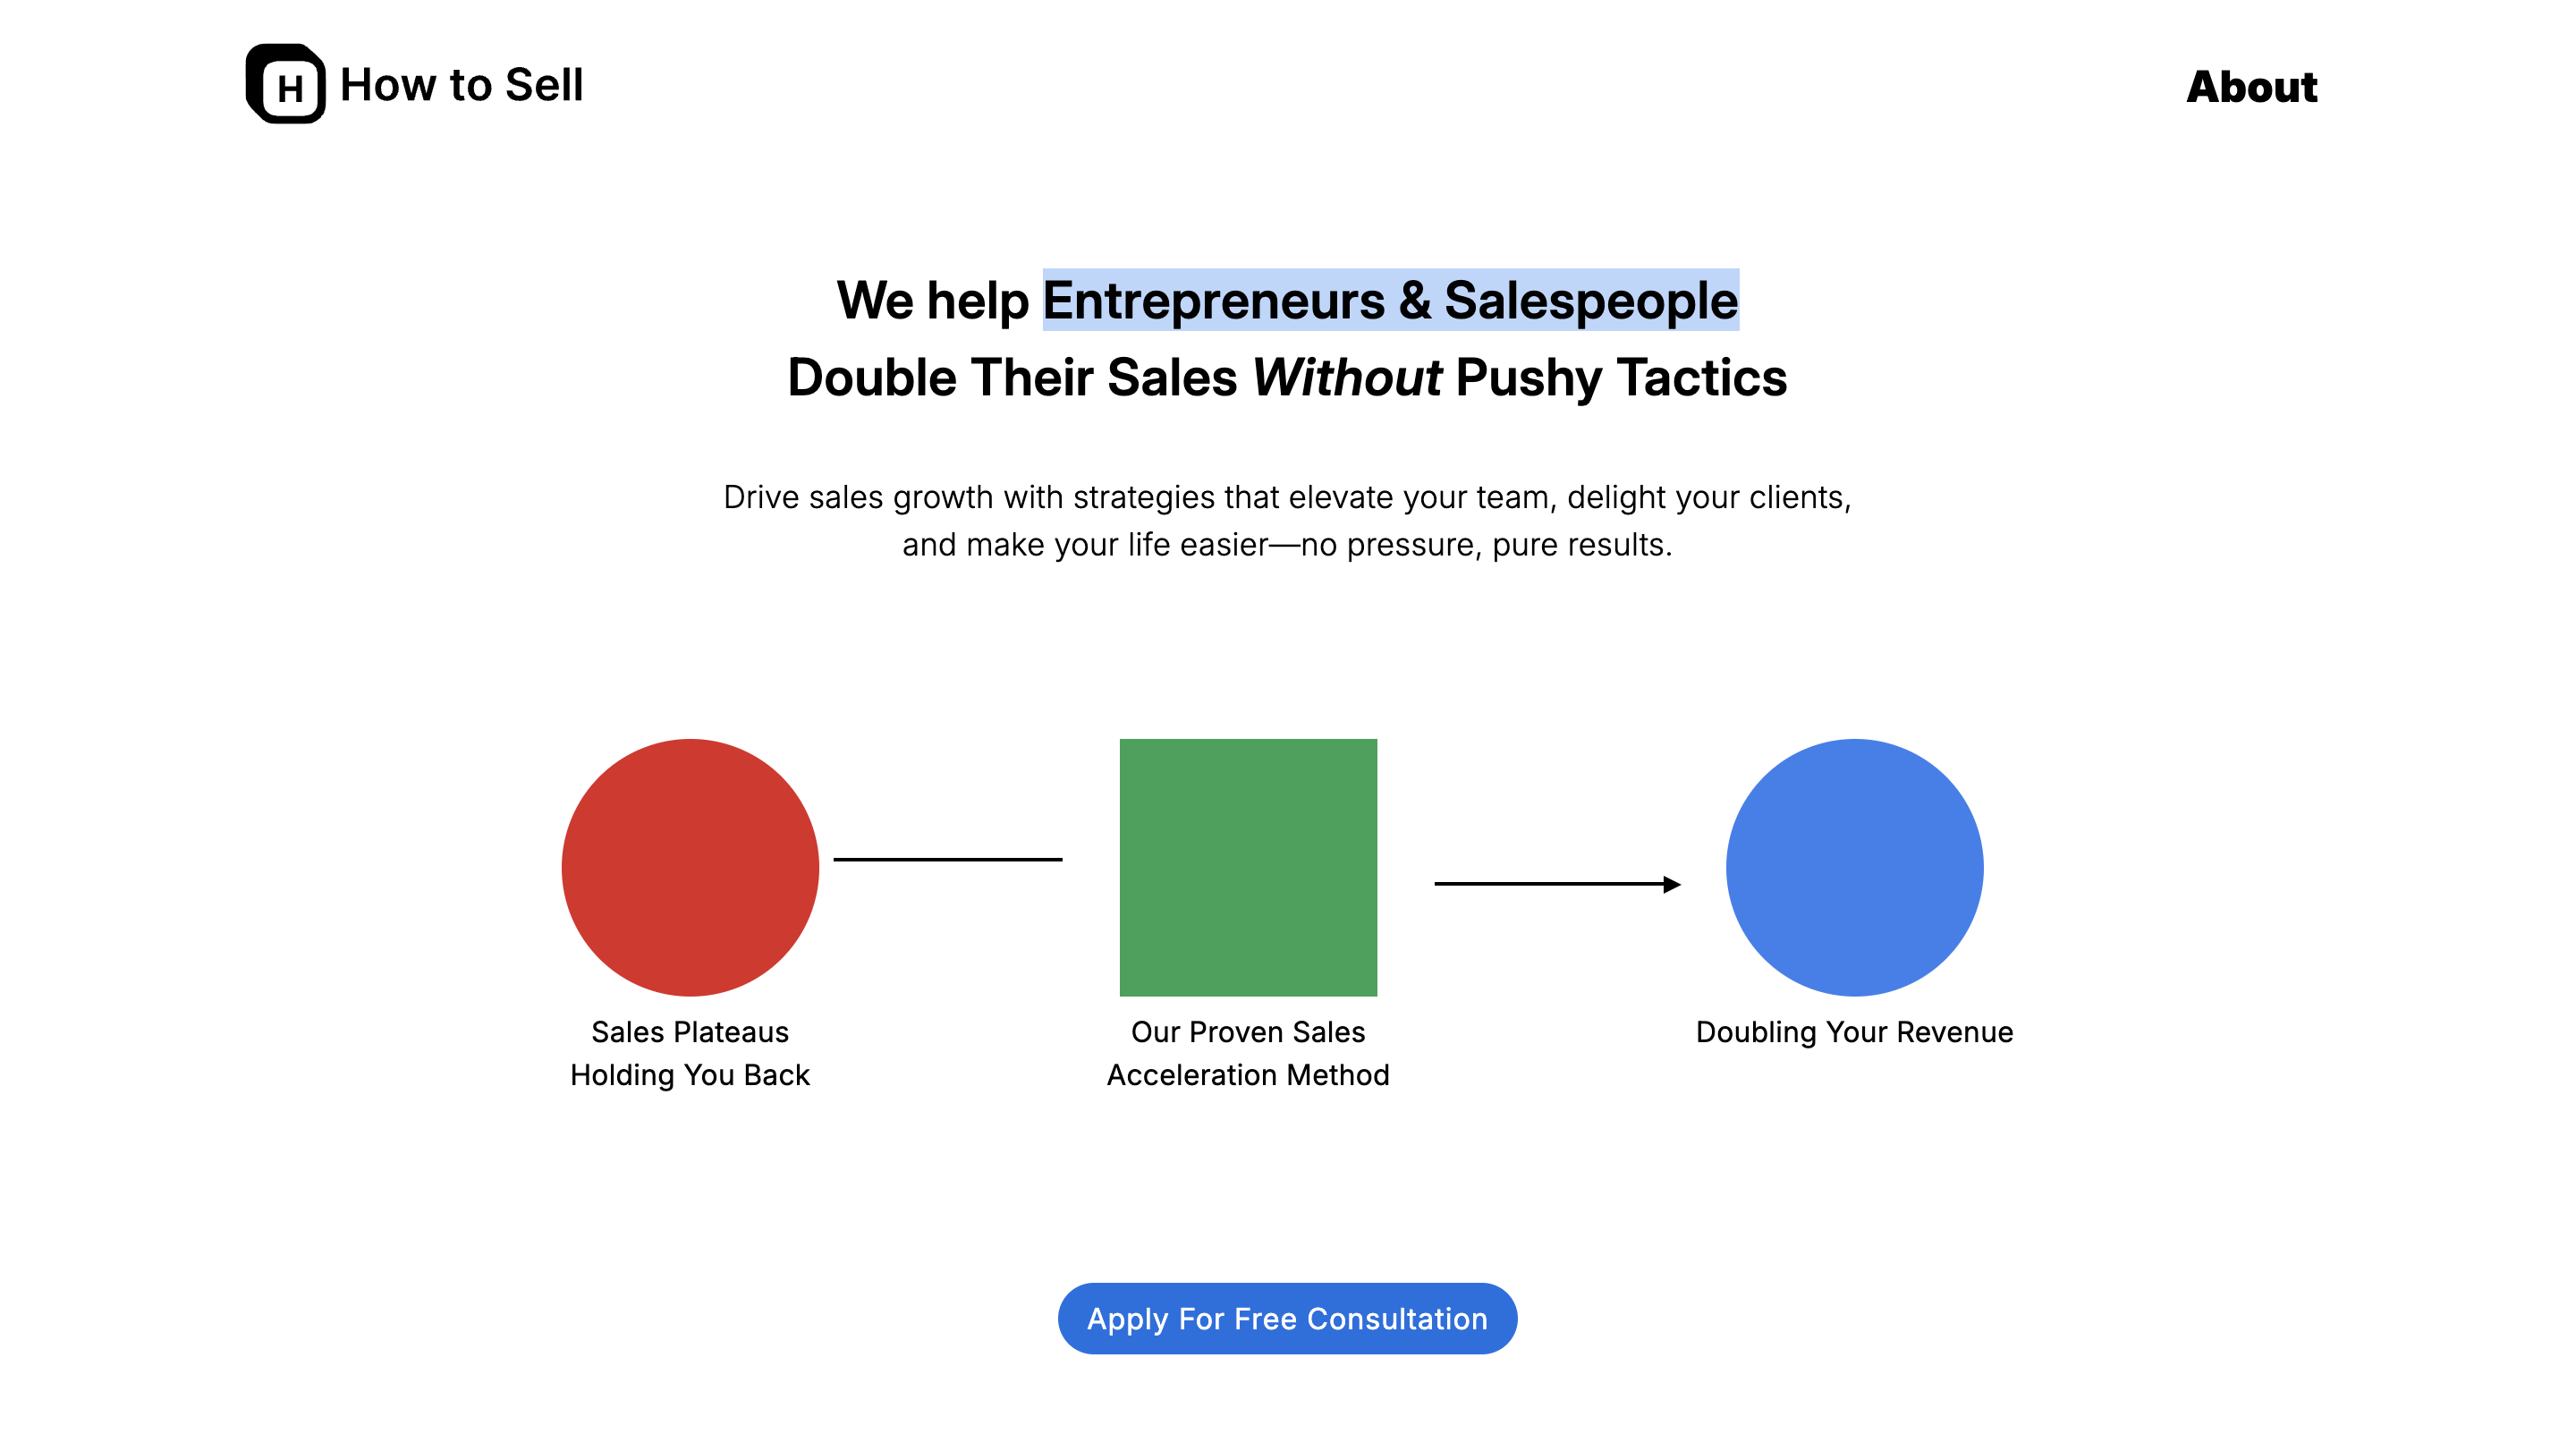 H How to Sell
About
We help Entrepreneurs & Salespeople
Double Their Sales Without Pushy Tactics
Drive sales growth with strategies that elevate your team, delight your clients,
and make your life easier—no pressure, pure results.
Sales Plateaus
Holding You Back
Our Proven Sales
Acceleration Method
Doubling Your Revenue
Apply For Free Consultation